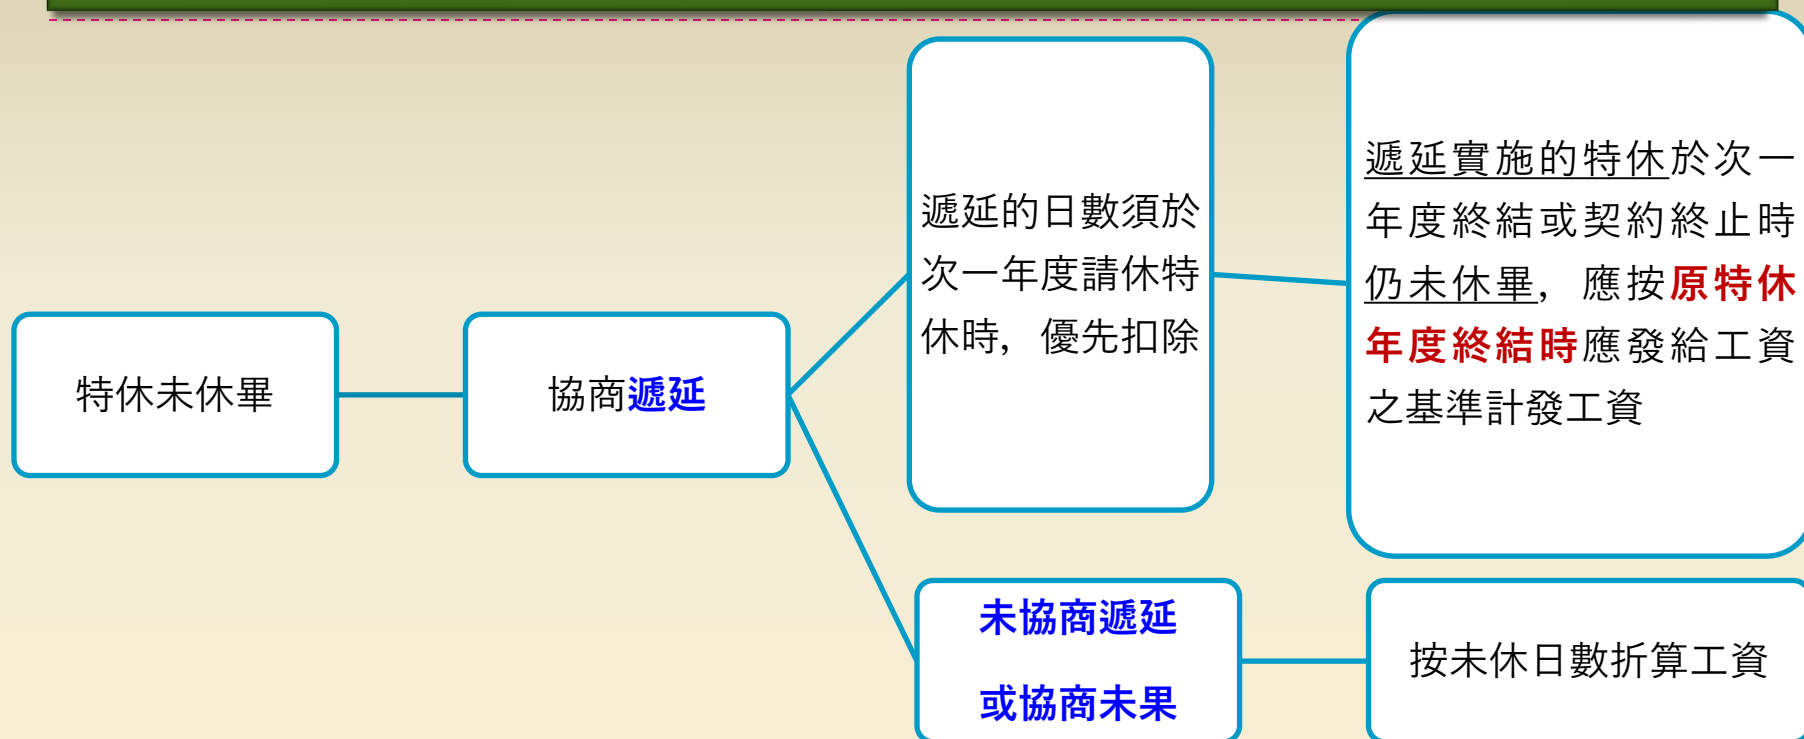 特休未休畢
協商遞延
遞延的日數須於
次一年度請休特
休時，優先扣除
遞延實施的特休於次一
年度終結或契約終止時
仍未休畢，應按原特休
年度終結時應發給工資
之基準計發工資
未協商遞延
或協商未果
按未休日數折算工資